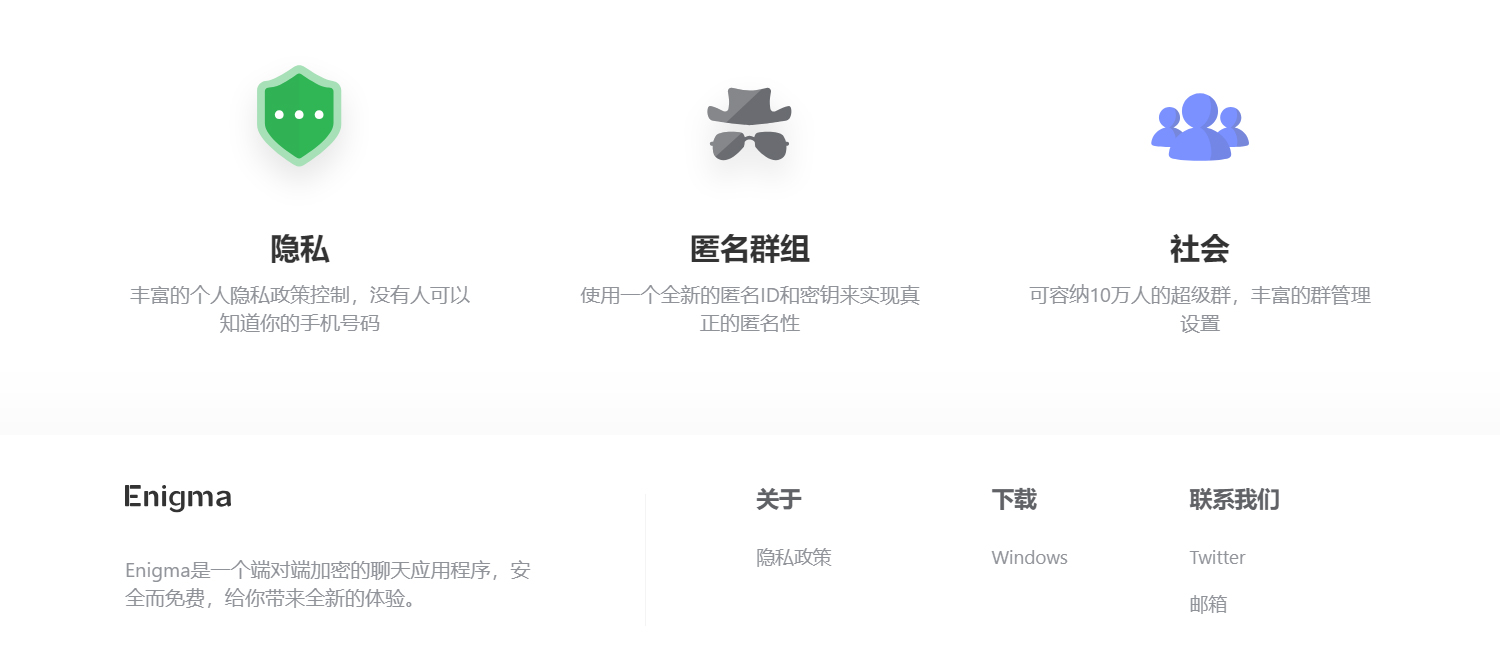 隐私
丰富的个人隐私政策控制，没有人可以
知道你的手机号码
匿名群组
使用一个全新的匿名ID和密钥来实现真
正的匿名性
社会
可容纳10万人的超级群，丰富的群管理
设置
Enigma
Enigma是一个端对端加密的聊天应用程序，安
全而免费，给你带来全新的体验。
关于
隐私政策
下载
Windows
联系我们
Twitter
邮箱